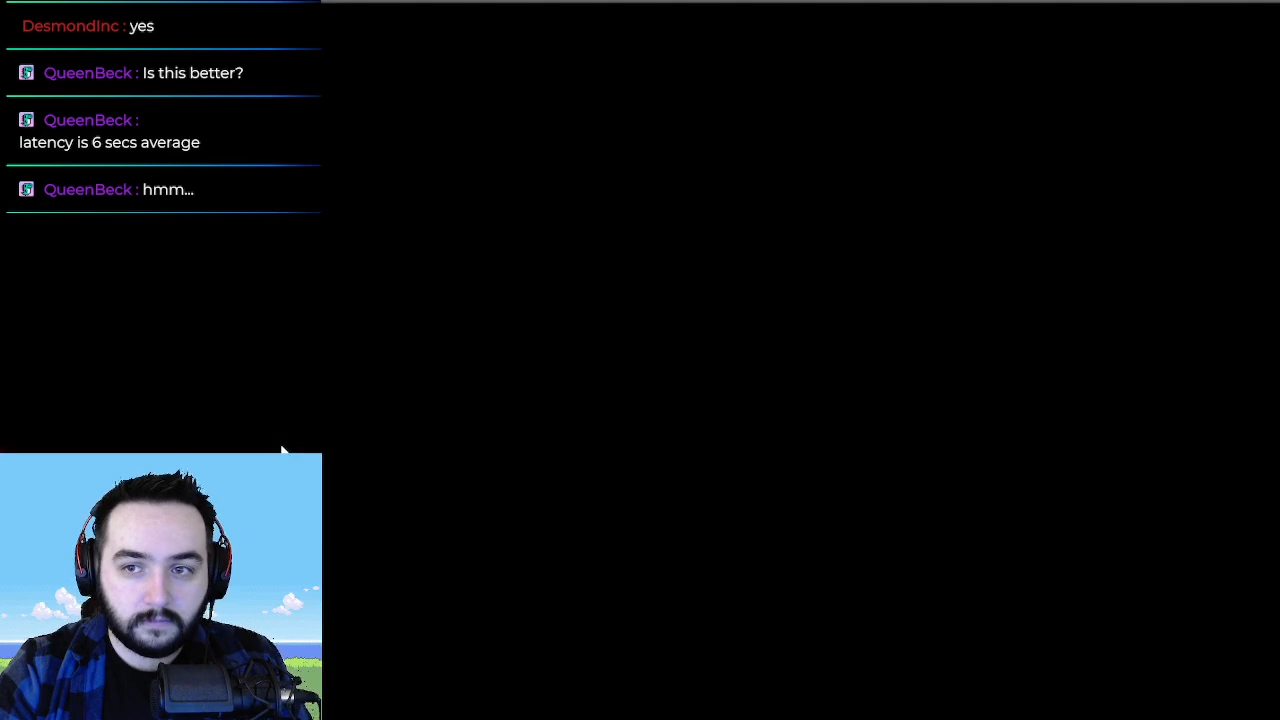 DesmondInc : yes
QueenBeck : Is this better?
QueenBeck :
latency is 6 secs average
QueenBeck : hmm...